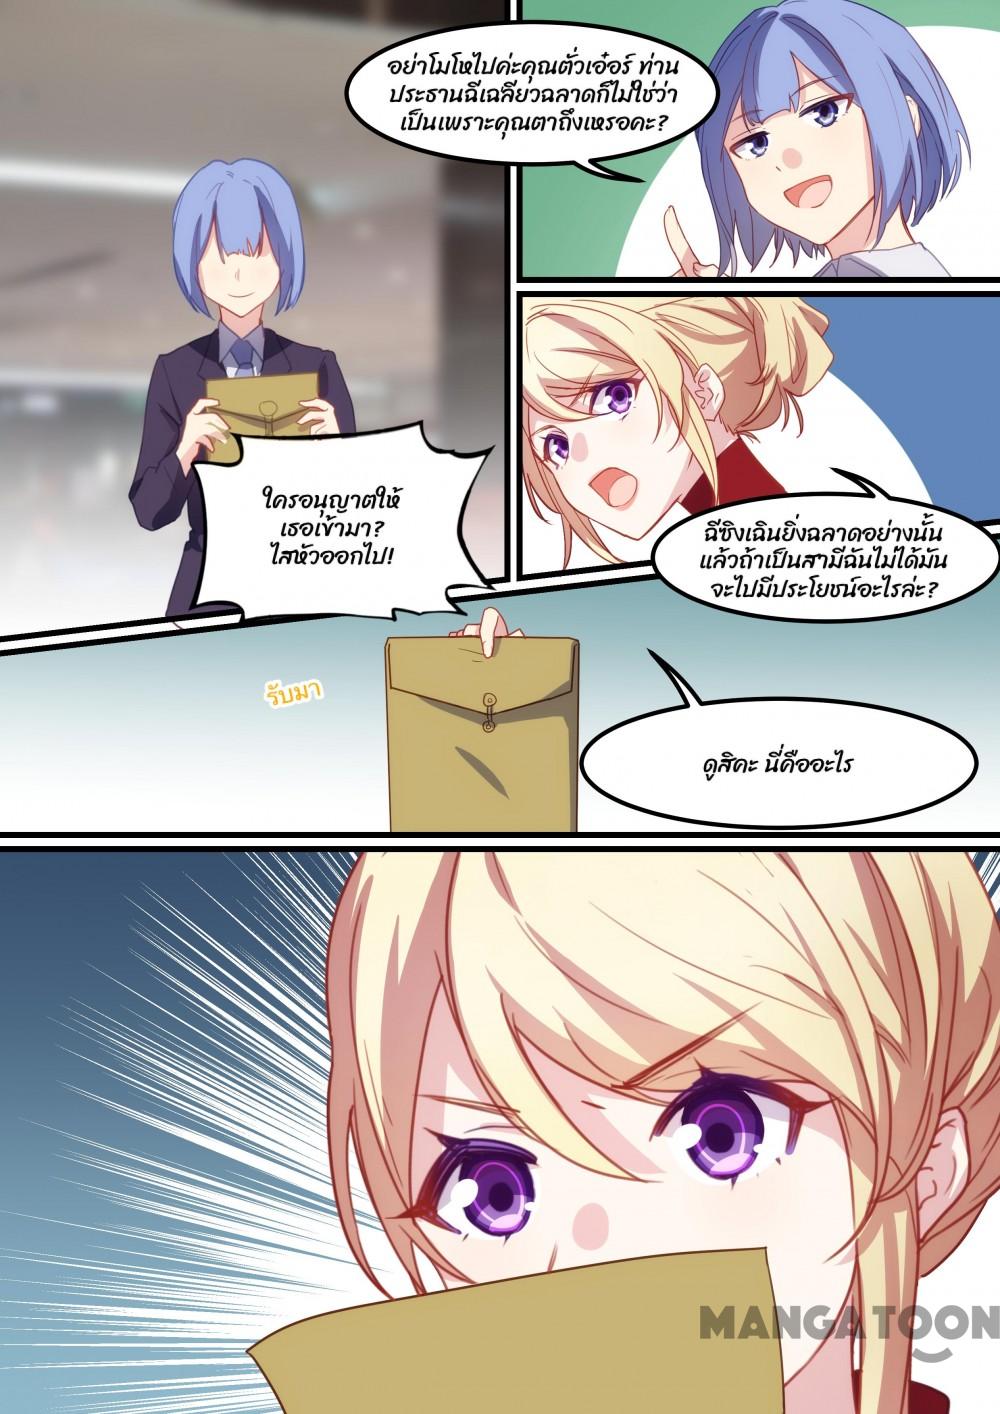 อย่าโมโหไปค่ะคุณตั่วเอ๋อร์ ท่าน
ประธานฉีเฉลียวฉลาดก็ไม่ใช่ว่า
เป็นเพราะคุณตาถึงเหรอคะ?
ใครอนุญาตให้
เธอเข้ามา?
ไสหัวออกไป!
ฉีซิงเฉินยิ่งฉลาดอย่างนั้น
แล้วถ้าเป็นสามีฉันไม่ได้มัน
จะไปมีประโยชน์อะไรล่ะ?
รับมา
ดูสิคะ นี่คืออะไร
MANGATOON